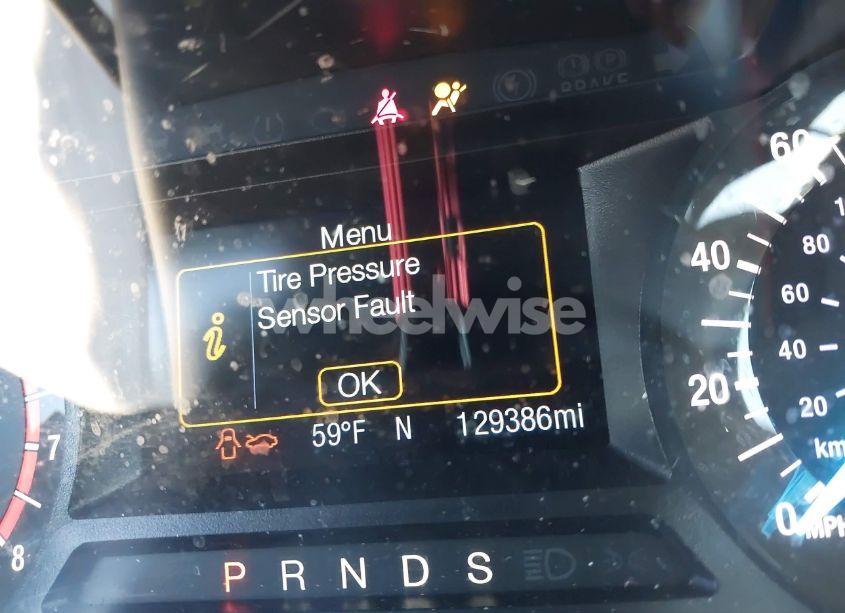 BRAKE
Menu
Tire Pressure
Sensor Fault
OK
wheelwise
59°F N 129386mi
P R N D S
7
8
60
40
20
0
MPH
80
60
40
20
km